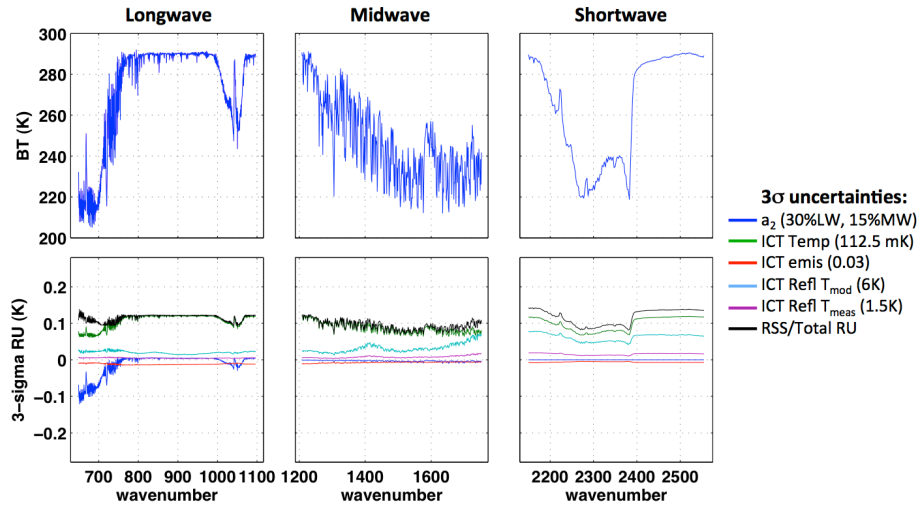 Longwave
Midwave
Shortwave
BT (K)
300
280
260
240
220
200
3σ uncertainties:
a₂ (30%LW, 15%MW)
ICT Temp (112.5 mK)
ICT emis (0.03)
ICT Refl Tmod (6K)
ICT Refl Tmeas (1.5K)
RSS/Total RU
3−sigma RU (K)
0.2
0.1
0
−0.1
−0.2
700 800 900 1000 1100
1200 1400 1600
2200 2300 2400 2500
wavenumber
wavenumber
wavenumber